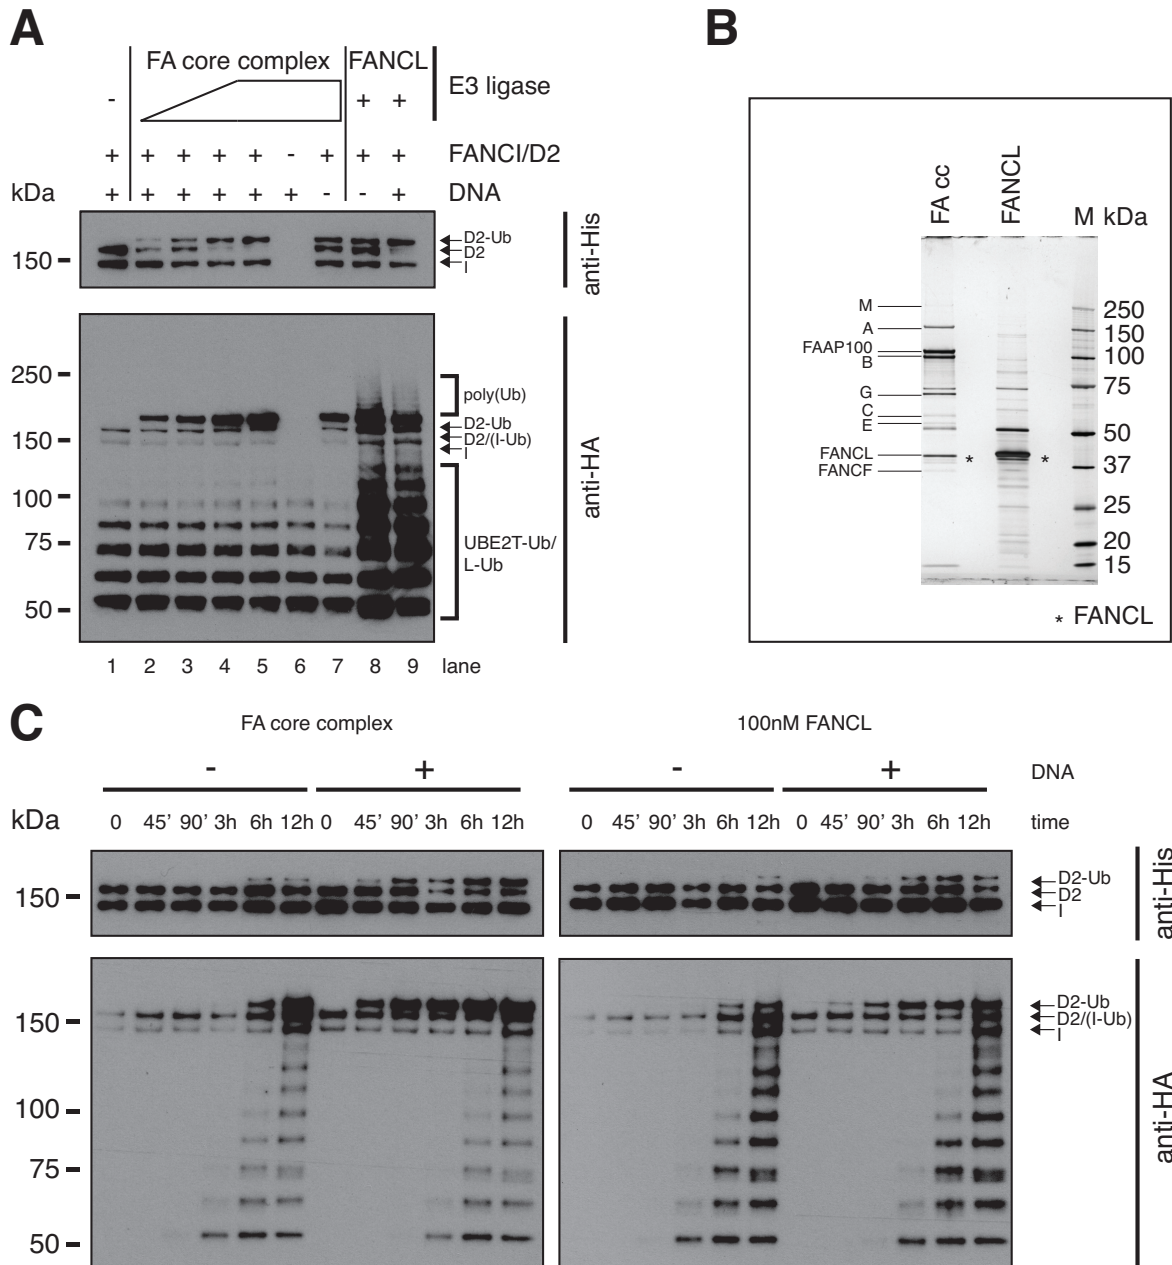 A
FA core complex FANCL
- + + E3 ligase
+ + + + + - + + + FANCI/D2
kDa + + + + + + - - + DNA
150
D2-Ub
D2
I
anti-His
250
150
100
75
50
poly(Ub)
D2-Ub
D2/(I-Ub)
I
UBE2T-Ub/
L-Ub
anti-HA
1 2 3 4 5 6 7 8 9 lane
B
FA cc FANCL M kDa
M
A
FAAP100
B
G
C
E
FANCL
FANCF
* *
250
150
100
75
50
37
25
20
15
* FANCL
C
FA core complex 100nM FANCL
- + - + DNA
kDa 0 45' 90' 3h 6h 12h 0 45' 90' 3h 6h 12h 0 45' 90' 3h 6h 12h 0 45' 90' 3h 6h 12h time
150
D2-Ub
D2
I
anti-His
150
100
75
50
D2-Ub
D2/(I-Ub)
I
anti-HA